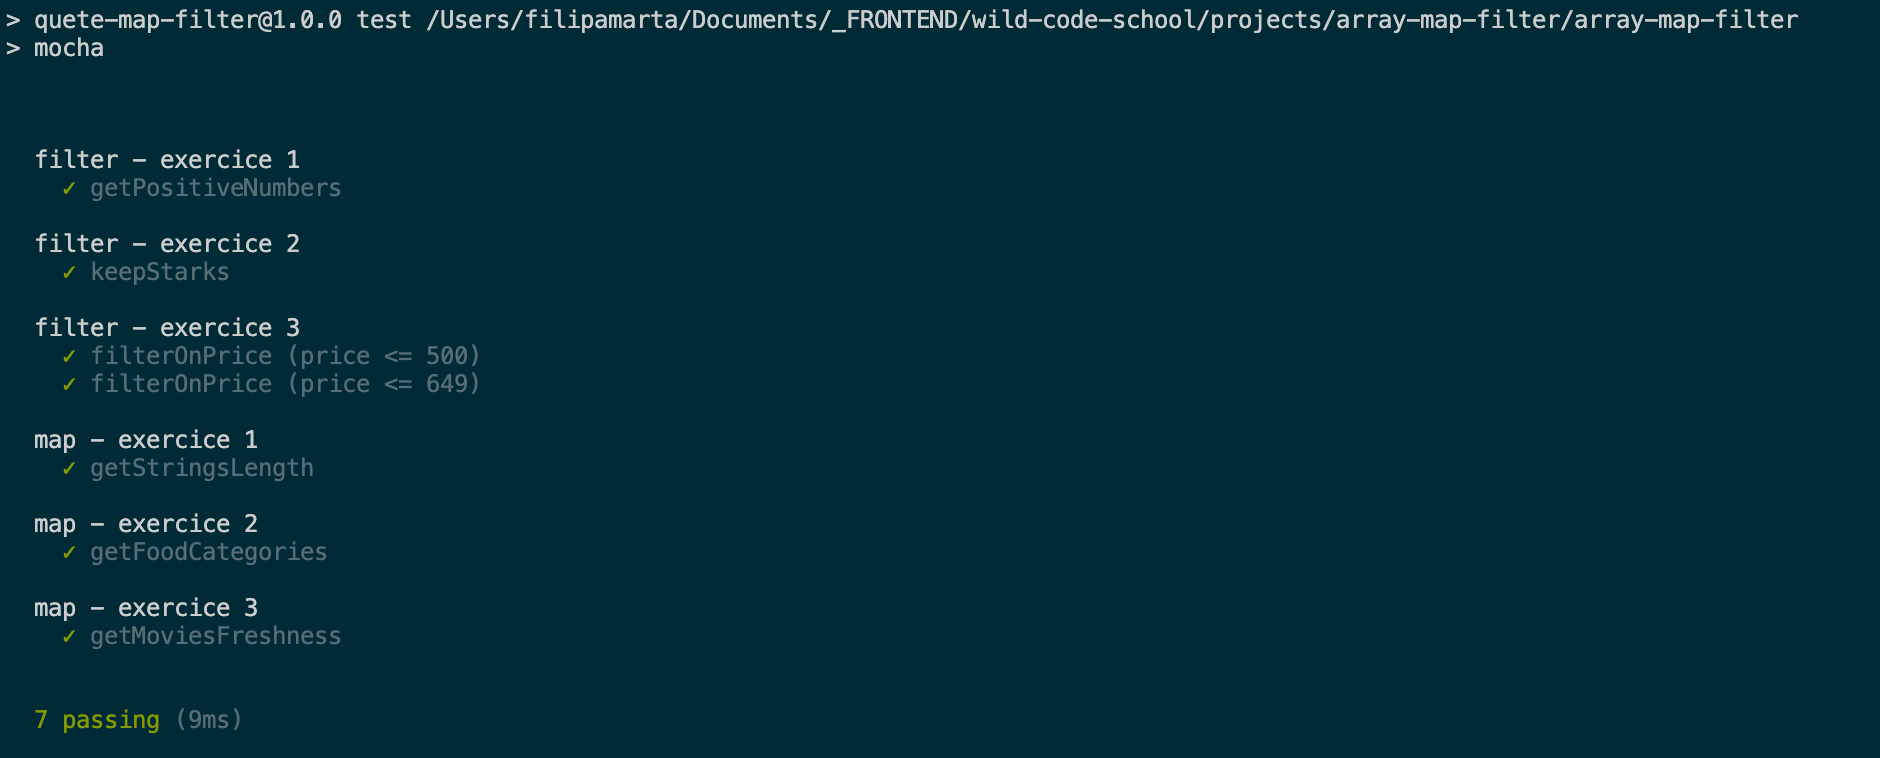 > quete-map-filter@1.0.0 test /Users/filipamarta/Documents/_FRONTEND/wild-code-school/projects/array-map-filter/array-map-filter
> mocha
filter - exercice 1
✓ getPositiveNumbers
filter - exercice 2
✓ keepStarks
filter - exercice 3
✓ filterOnPrice (price <= 500)
✓ filterOnPrice (price <= 649)
map - exercice 1
✓ getStringsLength
map - exercice 2
✓ getFoodCategories
map - exercice 3
✓ getMoviesFreshness
7 passing (9ms)